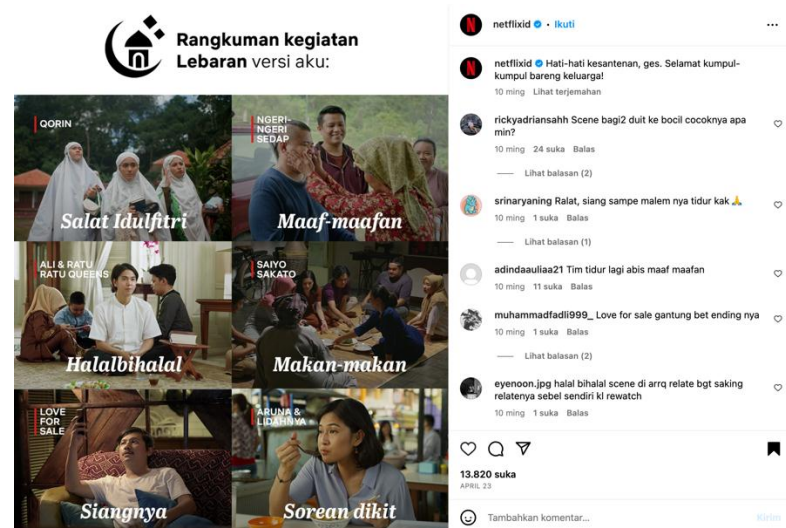 Rangkuman kegiatan
Lebaran versi aku:
QORIN
Salat Idulfitri
NGERI-
NGERI
SEDAP
Maaf-maafan
ALI & RATU
RATU QUEENS
Halalbihalal
SAIYO
SAKATO
Makan-makan
LOVE
FOR
SALE
Siangnya
ARUNA &
LIDAHNYA
Sorean dikit
netflixid • Ikuti
netflixid Hati-hati kesantenan, ges. Selamat kumpul-
kumpul bareng keluarga!
10 ming Lihat terjemahan
rickyadriansahh Scene bagi2 duit ke bocil cocoknya apa
min?
10 ming 24 suka Balas
Lihat balasan (2)
srinaryaning Ralat, siang sampe malem nya tidur kak 🙏
10 ming 1 suka Balas
Lihat balasan (1)
adindaauliaa21 Tim tidur lagi abis maaf maafan
10 ming 11 suka Balas
muhammadfadli999_ Love for sale gantung bet ending nya
10 ming 1 suka Balas
Lihat balasan (2)
eyenoon.jpg halal bihalal scene di arrq relate bgt saking
relatenya sebel sendiri kl rewatch
10 ming 1 suka Balas
13.820 suka
APRIL 23
Tambahkan komentar...
Kirim